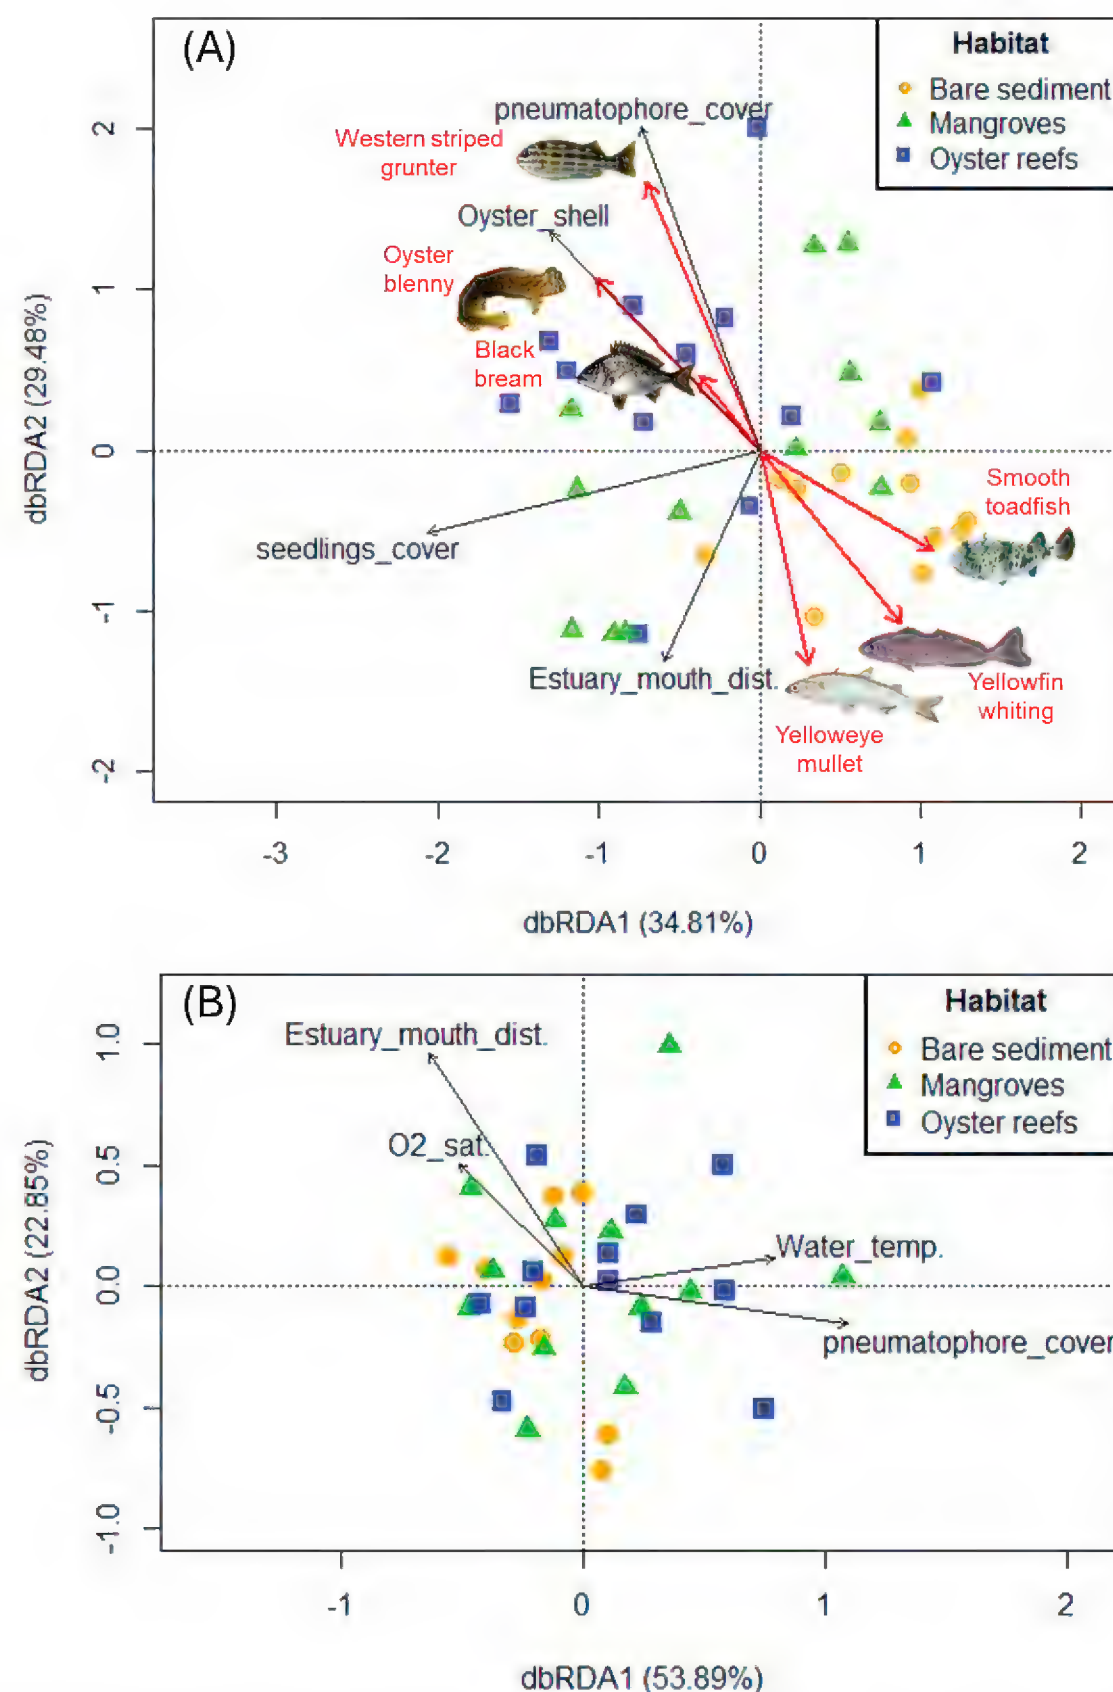 (A)
Habitat
Bare sediment
Mangroves
Oyster reefs
pneumatophore_cover
Western striped
grunter
Oyster_shell
Oyster
blenny
Black
bream
Smooth
toadfish
seedlings_cover
Estuary_mouth_dist.
Yellowfin
whiting
Yelloweye
mullet
2
1
0
-1
-2
dbRDA2 (29.48%)
-3
-2
-1
0
1
2
dbRDA1 (34.81%)
(B)
Habitat
Bare sediment
Mangroves
Oyster reefs
Estuary_mouth_dist.
O2_sat.
Water_temp.
pneumatophore_cover
1.0
0.5
0.0
-0.5
-1.0
dbRDA2 (22.85%)
-1
0
1
2
dbRDA1 (53.89%)